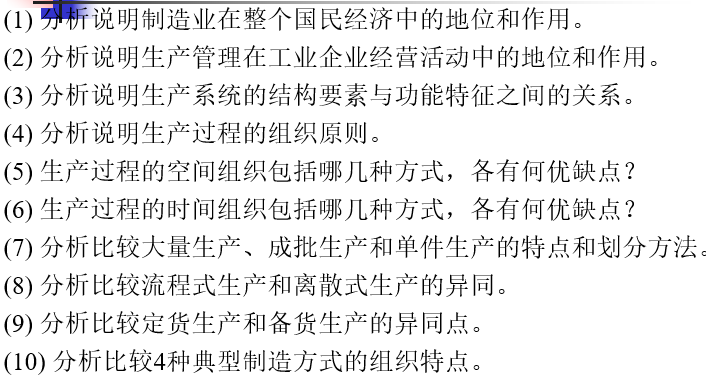 (1) 分析说明制造业在整个国民经济中的地位和作用。
(2) 分析说明生产管理在工业企业经营活动中的地位和作用。
(3) 分析说明生产系统的结构要素与功能特征之间的关系。
(4) 分析说明生产过程的组织原则。
(5) 生产过程的空间组织包括哪几种方式，各有何优缺点？
(6) 生产过程的时间组织包括哪几种方式，各有何优缺点？
(7) 分析比较大量生产、成批生产和单件生产的特点和划分方法。
(8) 分析比较流程式生产和离散式生产的异同。
(9) 分析比较定货生产和备货生产的异同点。
(10) 分析比较4种典型制造方式的组织特点。